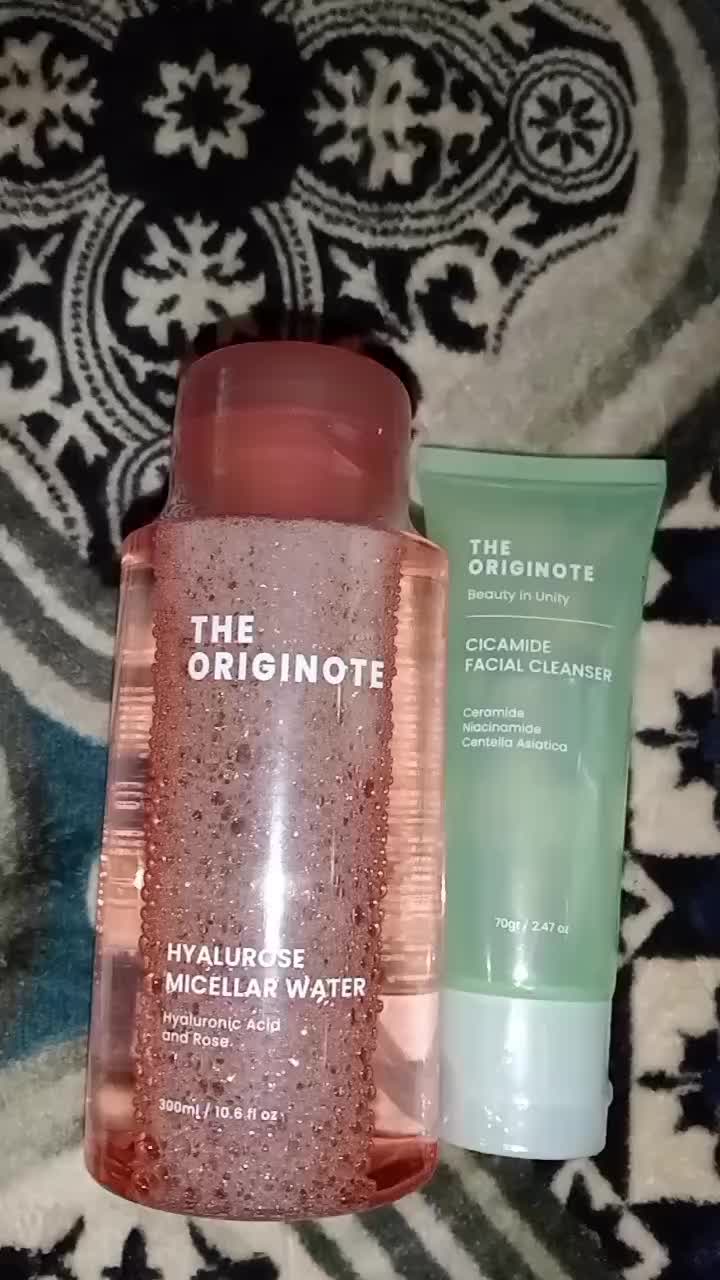 THE
ORIGINOTE
HYALUROSE
MICELLAR WATER
Hyaluronic Acid
and Rose
300ml / 10.6 fl oz
THE
ORIGINOTE
Beauty in Unity
CICAMIDE
FACIAL CLEANSER
Ceramide
Niacinamide
Centella Asiatica
70gr / 2.47 oz